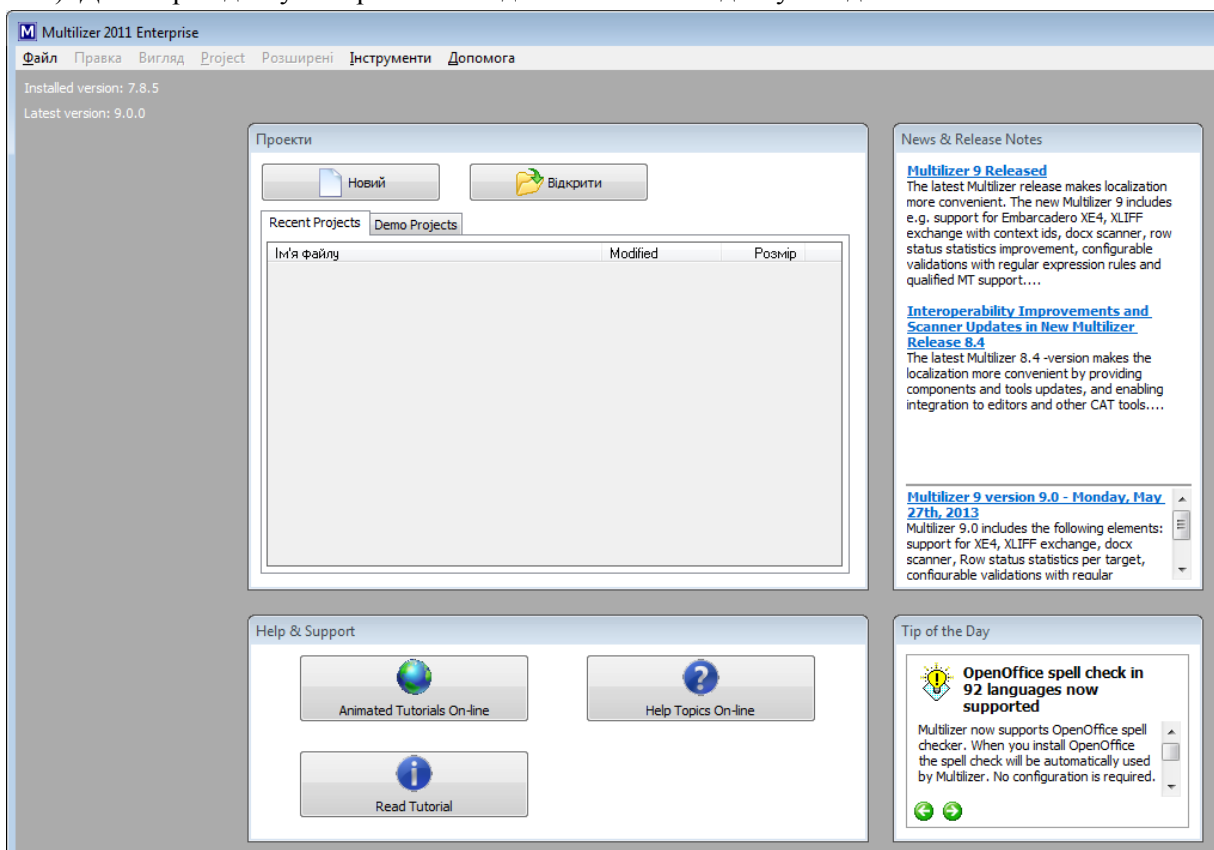 Multilizer 2011 Enterprise
Файл Правка Вигляд Project Розширені Інструменти Допомога
Installed version: 7.8.5
Latest version: 9.0.0
Проекти
Новий Відкрити
Recent Projects Demo Projects
Ім'я файлу Modified Розмір
News & Release Notes
Multilizer 9 Released
The latest Multilizer release makes localization
more convenient. The new Multilizer 9 includes
e.g. support for Embarcadero XE4, XLIFF
exchange with context ids, docx scanner, row
status statistics improvement, configurable
validations with regular expression rules and
qualified MT support....
Interoperability Improvements and
Scanner Updates in New Multilizer
Release 8.4
The latest Multilizer 8.4 -version makes the
localization more convenient by providing
components and tools updates, and enabling
integration to editors and other CAT tools....
Multilizer 9 version 9.0 - Monday, May
27th, 2013
Multilizer 9.0 includes the following elements:
support for XE4, XLIFF exchange, docx
scanner, Row status statistics per target,
configurable validations with regular
Help & Support
Animated Tutorials On-line Help Topics On-line
Read Tutorial
Tip of the Day
OpenOffice spell check in
92 languages now
supported
Multilizer now supports OpenOffice spell
checker. When you install OpenOffice
the spell check will be automatically used
by Multilizer. No configuration is required.